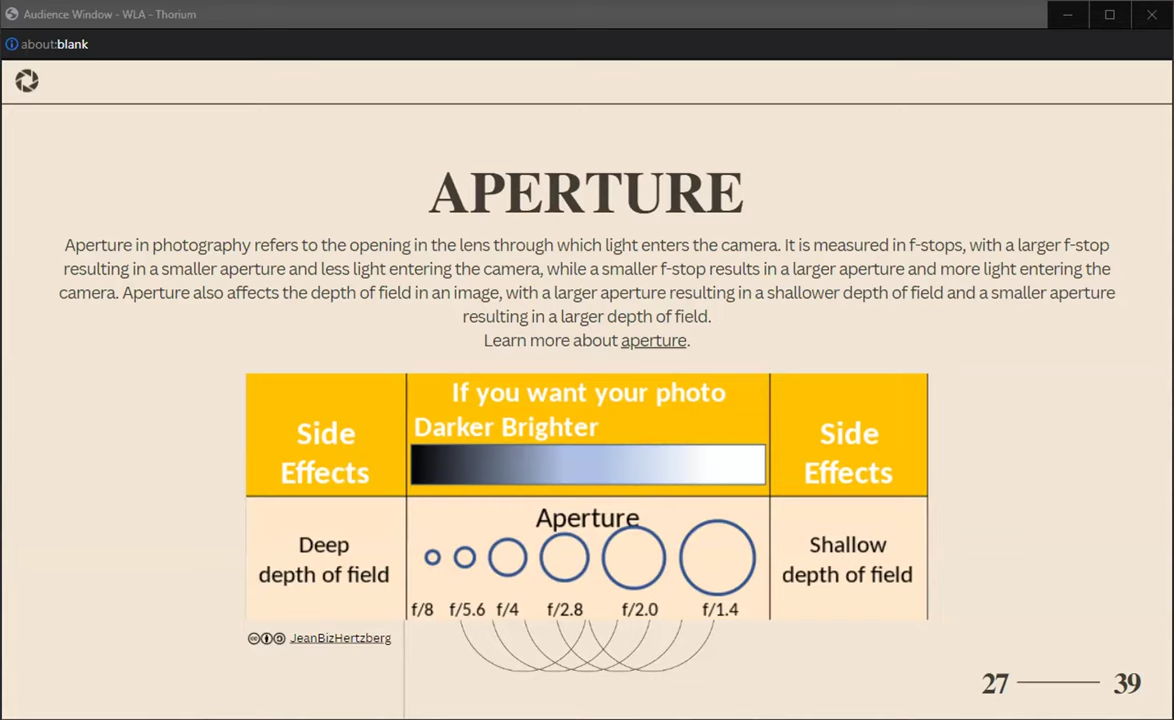 Audience Window - WLA - Thorium
about:blank
APERTURE
Aperture in photography refers to the opening in the lens through which light enters the camera. It is measured in f-stops, with a larger f-stop
resulting in a smaller aperture and less light entering the camera, while a smaller f-stop results in a larger aperture and more light entering the
camera. Aperture also affects the depth of field in an image, with a larger aperture resulting in a shallower depth of field and a smaller aperture
resulting in a larger depth of field.
Learn more about aperture.
If you want your photo
Darker Brighter
Side
Effects
Side
Effects
Aperture
Deep
depth of field
Shallow
depth of field
f/8 f/5.6 f/4 f/2.8 f/2.0 f/1.4
JeanBizHertzberg
27 39